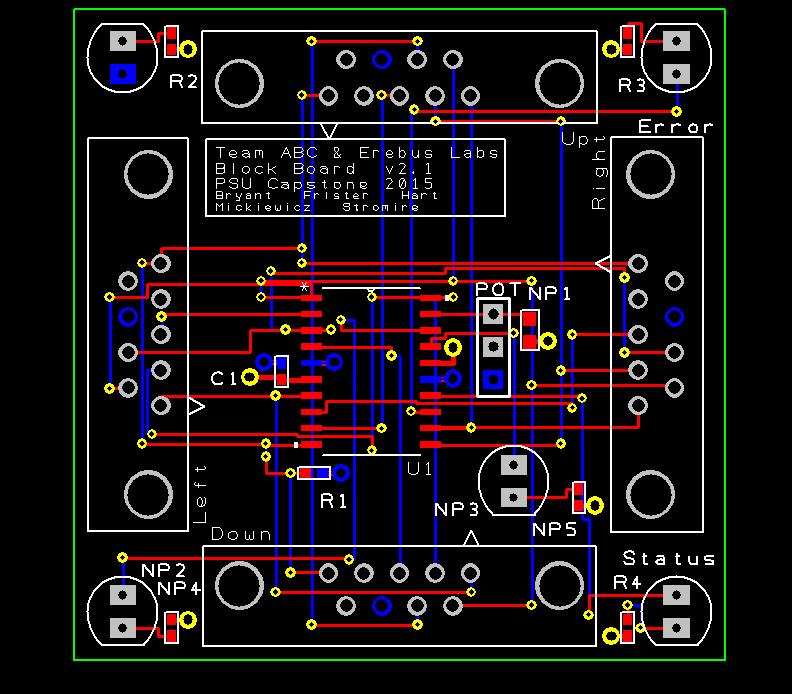 R2
R3
Error
Up
Right
Team ABC & Erebus Labs
Block Board v2.1
PSU Capstone 2015
Bryant Frister Hart
Mickiewicz Stromire
*
POT NP1
C1
U1
Left
R1
NP3
NP5
Down
Status
NP2
NP4
R4